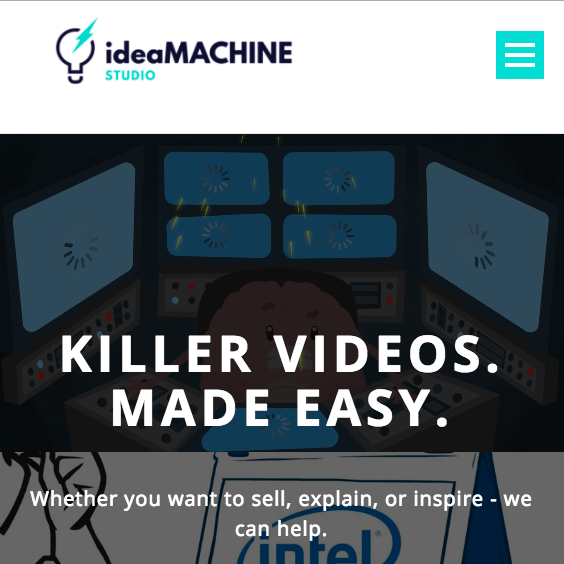 ideaMACHINE
STUDIO
KILLER VIDEOS.
MADE EASY.
Whether you want to sell, explain, or inspire - we
can help.
intel